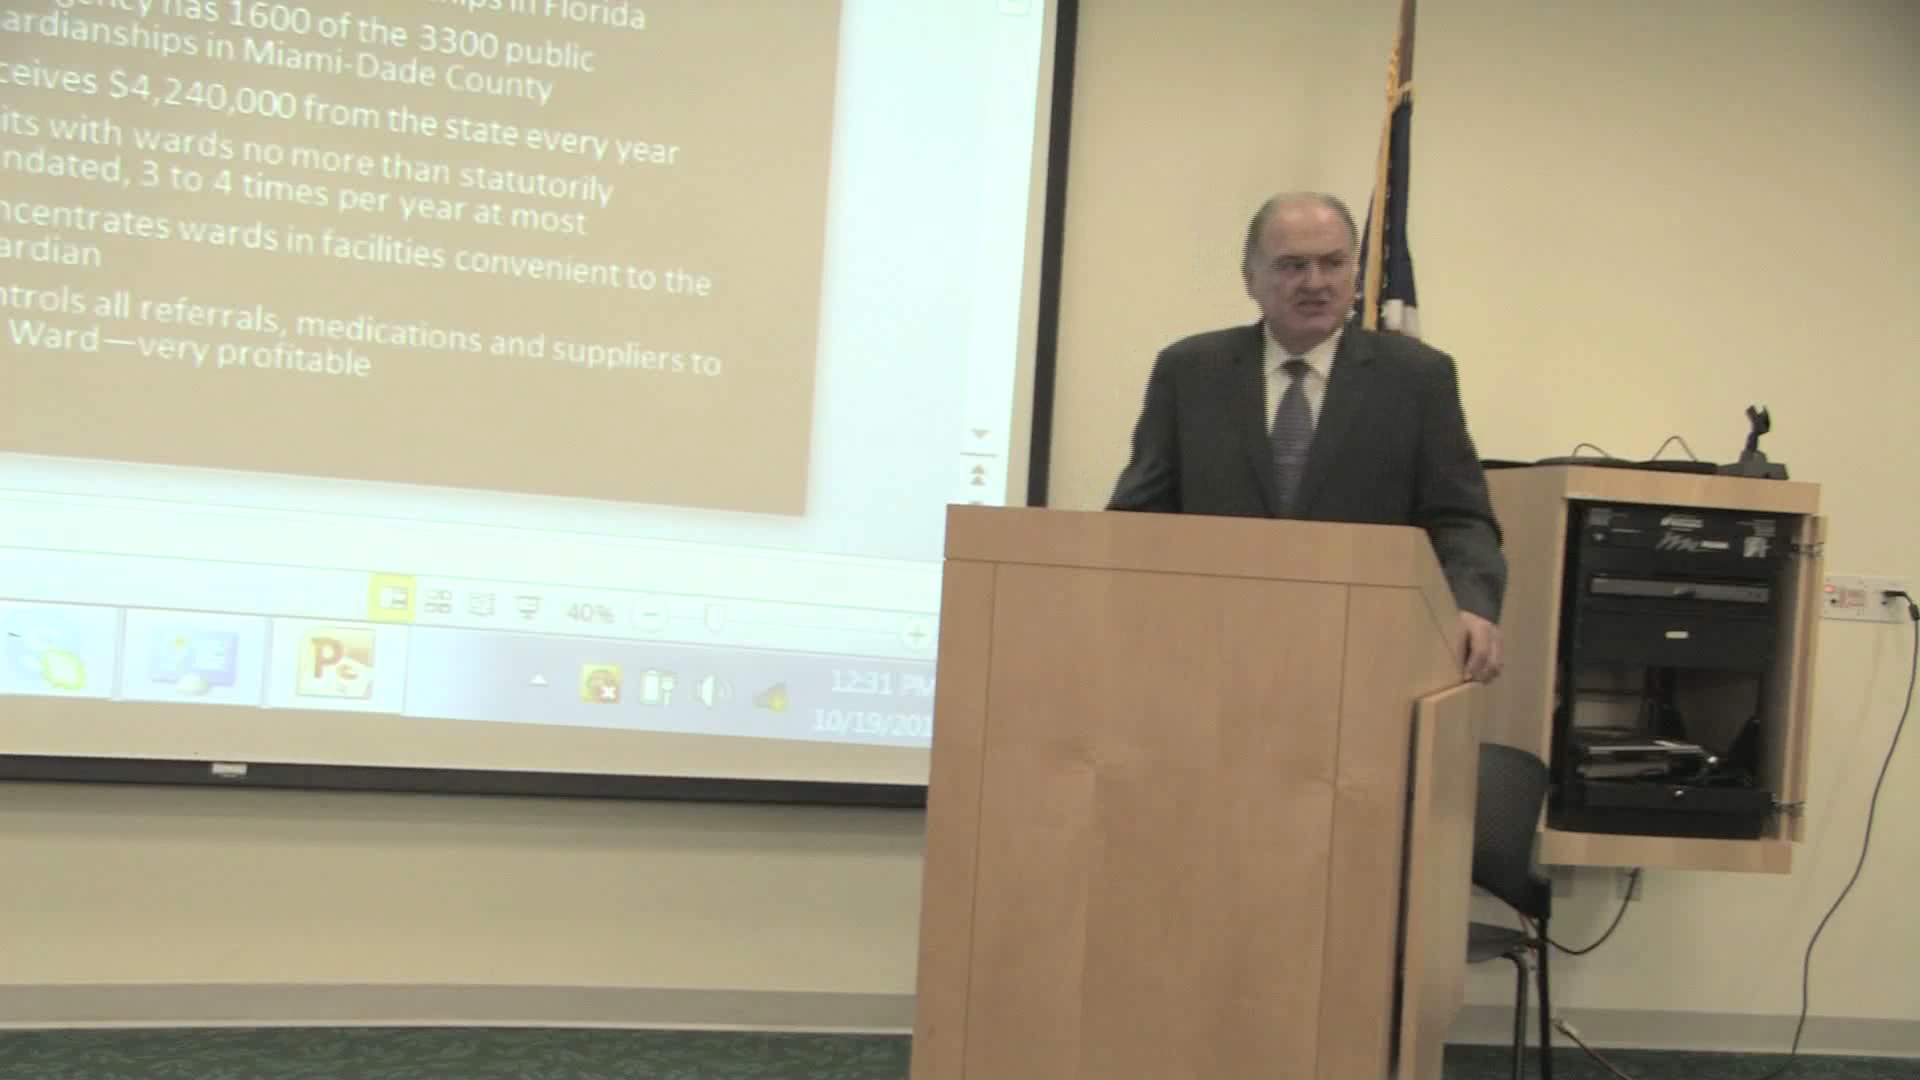 in Florida
has 1600 of the 3300 public
ardianships in Miami-Dade County
ceives $4,240,000 from the state every year
its with wards no more than statutorily
ndated, 3 to 4 times per year at most
ncentrates wards in facilities convenient to the
ardian
ntrols all referrals, medications and suppliers to
Ward—very profitable
40%
12:31 PM
10/19/201